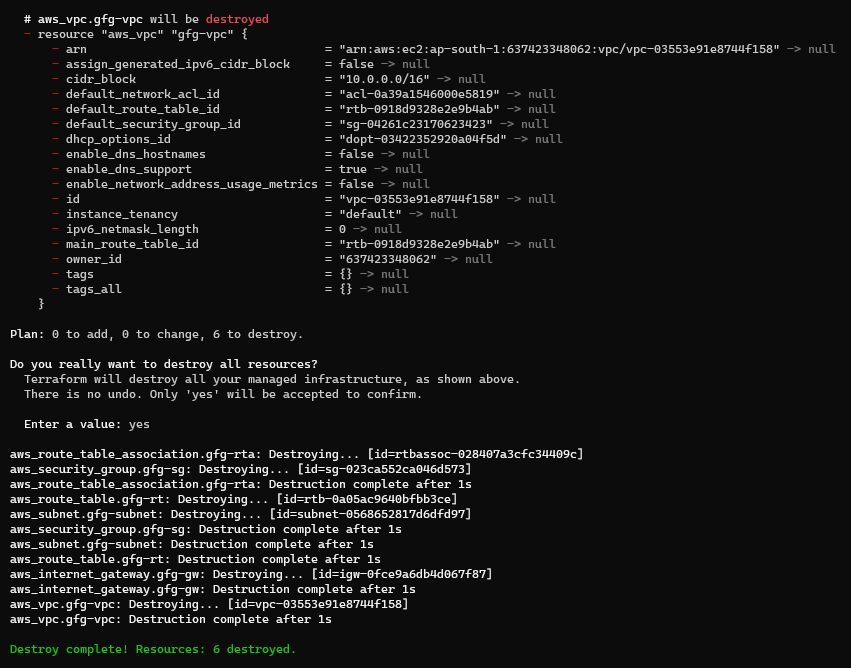 # aws_vpc.gfg-vpc will be destroyed
- resource "aws_vpc" "gfg-vpc" {
- arn = "arn:aws:ec2:ap-south-1:637423348062:vpc/vpc-03553e91e8744f158" -> null
- assign_generated_ipv6_cidr_block = false -> null
- cidr_block = "10.0.0.0/16" -> null
- default_network_acl_id = "acl-0a39a1546000e5819" -> null
- default_route_table_id = "rtb-0918d9328e2e9b4ab" -> null
- default_security_group_id = "sg-04261c23170623423" -> null
- dhcp_options_id = "dopt-03422352920a04f5d" -> null
- enable_dns_hostnames = false -> null
- enable_dns_support = true -> null
- enable_network_address_usage_metrics = false -> null
- id = "vpc-03553e91e8744f158" -> null
- instance_tenancy = "default" -> null
- ipv6_netmask_length = 0 -> null
- main_route_table_id = "rtb-0918d9328e2e9b4ab" -> null
- owner_id = "637423348062" -> null
- tags = {} -> null
- tags_all = {} -> null
}
Plan: 0 to add, 0 to change, 6 to destroy.
Do you really want to destroy all resources?
Terraform will destroy all your managed infrastructure, as shown above.
There is no undo. Only 'yes' will be accepted to confirm.
Enter a value: yes
aws_route_table_association.gfg-rta: Destroying... [id=rtbassoc-028407a3cfc34409c]
aws_security_group.gfg-sg: Destroying... [id=sg-023ca552ca046d573]
aws_route_table_association.gfg-rta: Destruction complete after 1s
aws_route_table.gfg-rt: Destroying... [id=rtb-0a05ac9640bfbb3ce]
aws_subnet.gfg-subnet: Destroying... [id=subnet-0568652817d6dfd97]
aws_security_group.gfg-sg: Destruction complete after 1s
aws_subnet.gfg-subnet: Destruction complete after 1s
aws_route_table.gfg-rt: Destruction complete after 1s
aws_internet_gateway.gfg-gw: Destroying... [id=igw-0fce9a6db4d067f87]
aws_internet_gateway.gfg-gw: Destruction complete after 1s
aws_vpc.gfg-vpc: Destroying... [id=vpc-03553e91e8744f158]
aws_vpc.gfg-vpc: Destruction complete after 1s
Destroy complete! Resources: 6 destroyed.